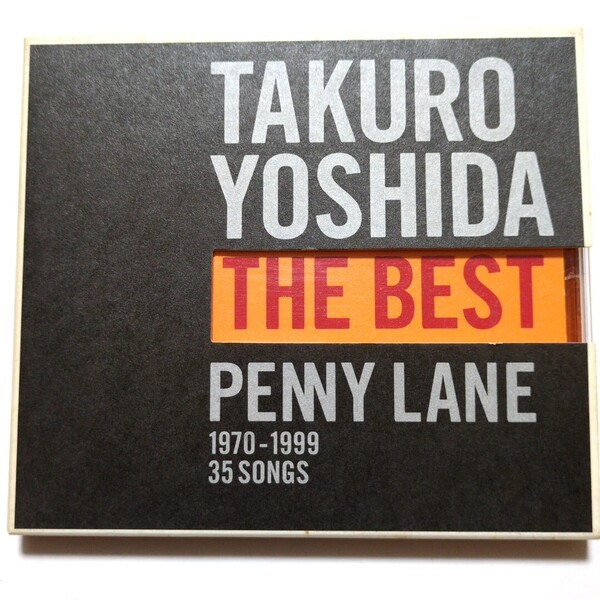 TAKURO
YOSHIDA
THE BEST
PENNY LANE
1970-1999
35 SONGS